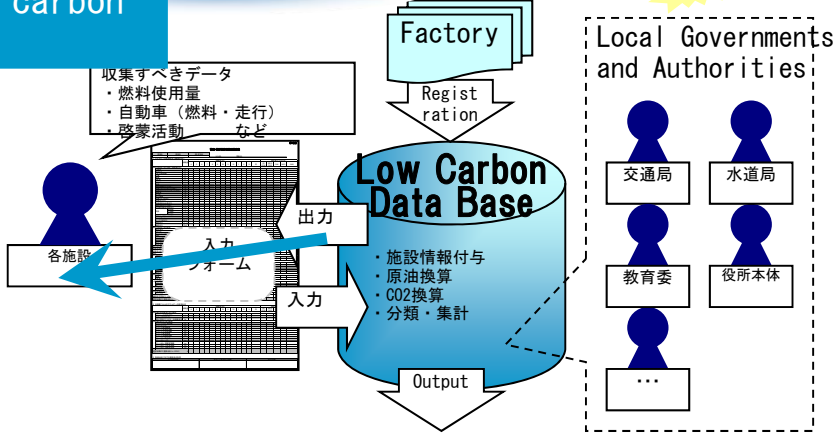 carbon
Factory
Local Governments
and Authorities
収集すべきデータ
・燃料使用量
・自動車（燃料・走行）
・啓蒙活動　　　など
Regist
ration
Low Carbon
Data Base
交通局
水道局
出力
入力
フォーム
各施設
・施設情報付与
・原油換算
・CO2換算
・分類・集計
教育委
役所本体
入力
Output
...